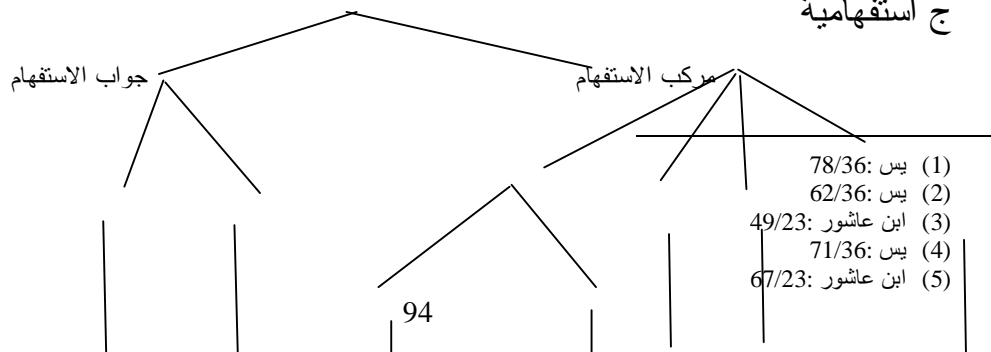 ج استفهامية
مركب الاستفهام
جواب الاستفهام
(1) يس :78/36
(2) يس :62/36
(3) ابن عاشور :49/23
(4) يس :71/36
(5) ابن عاشور :67/23
94